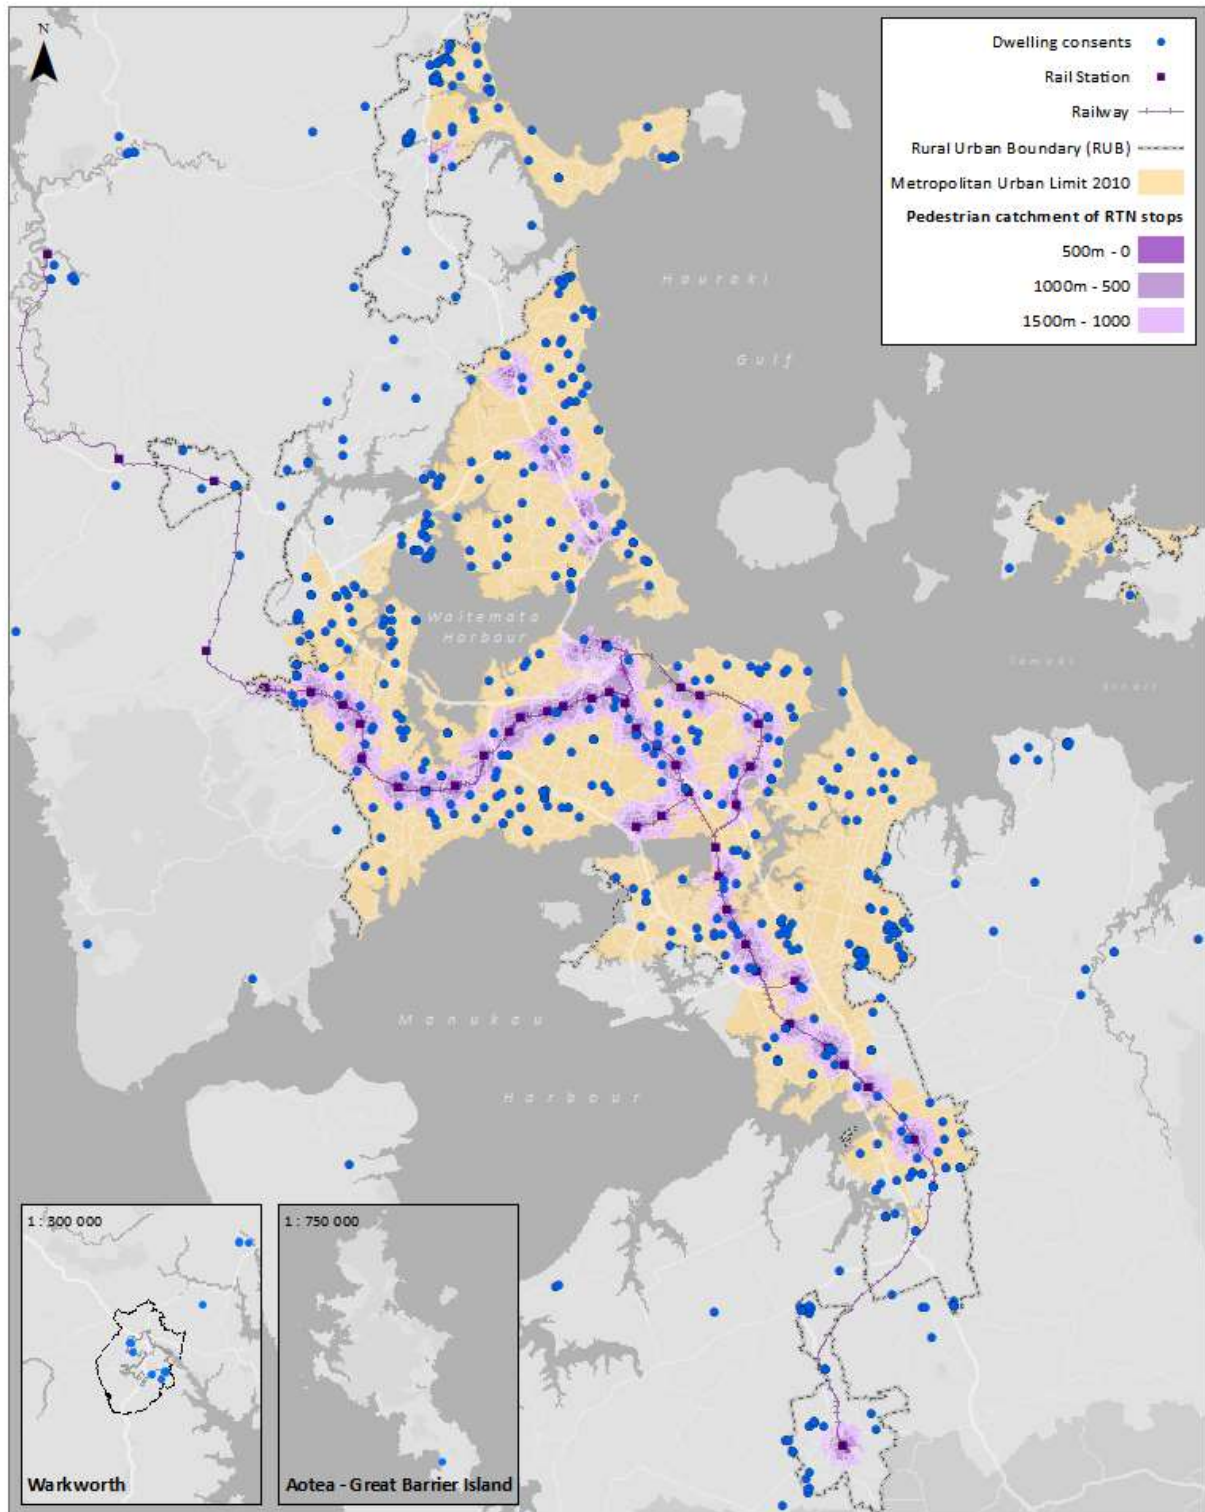 N
Dwelling consents
Rail Station
Railway
Rural Urban Boundary (RUB)
Metropolitan Urban Limit 2010
Pedestrian catchment of RTN stops
500m - 0
1000m - 500
1500m - 1000
Hauraki
Gulf
Waitemata
Harbour
Tamaki
Strait
Manukau
Harbour
1 : 300 000
Warkworth
1 : 750 000
Aotea - Great Barrier Island